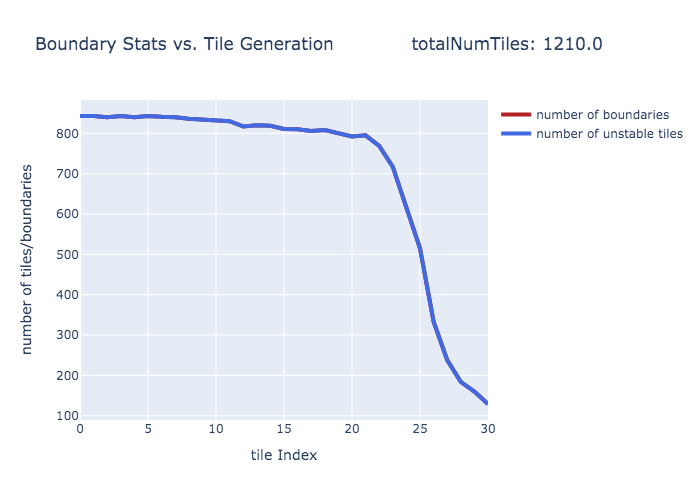 Boundary Stats vs. Tile Generation totalNumTiles: 1210.0
number of boundaries
number of unstable tiles
number of tiles/boundaries
800
700
600
500
400
300
200
100
0 5 10 15 20 25 30
tile Index